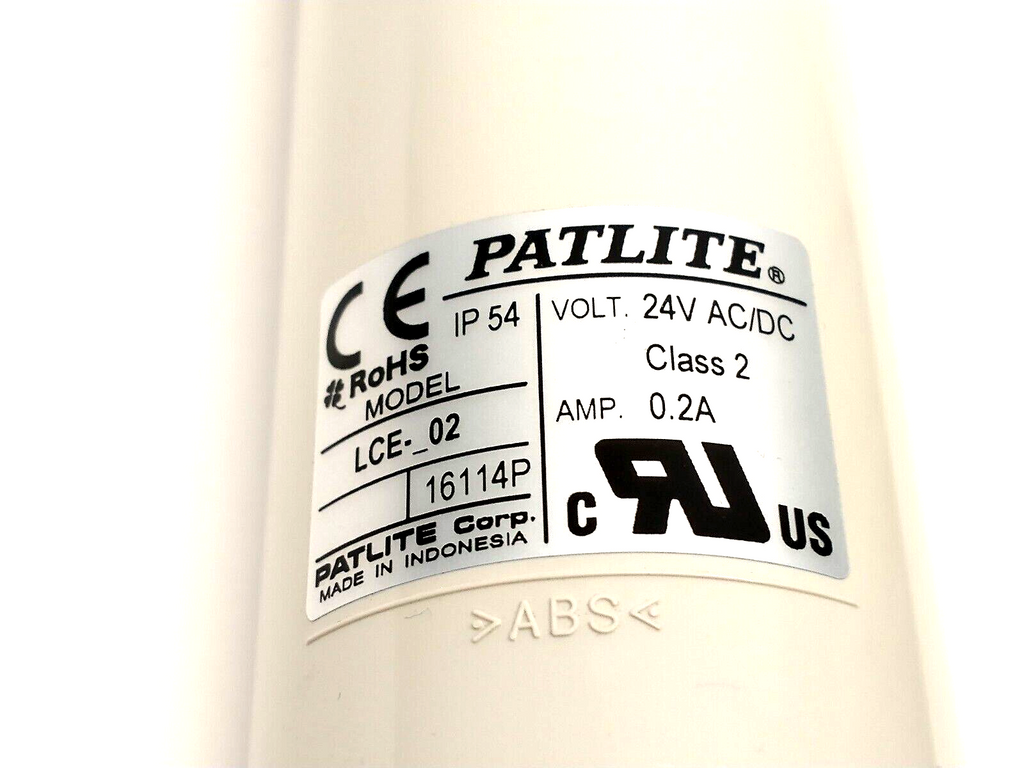 PATLITE®
CE
IP 54
RoHS
MODEL
LCE-_02
16114P
PATLITE Corp.
MADE IN INDONESIA
VOLT. 24V AC/DC
Class 2
AMP. 0.2A
C RU US
>ABS<